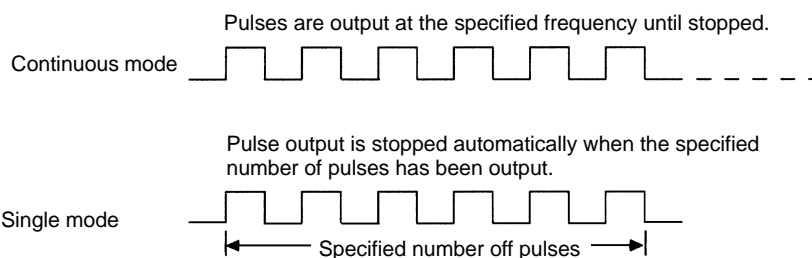 Pulses are output at the specified frequency until stopped.
Continuous mode
Pulse output is stopped automatically when the specified
number of pulses has been output.
Single mode
Specified number off pulses